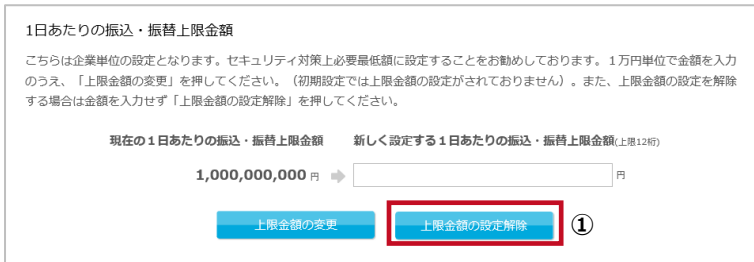 1日あたりの振込・振替上限金額
こちらは企業単位の設定となります。セキュリティ対策上必要最低額に設定することをお勧めしております。１万円単位で金額を入力
のうえ、「上限金額の変更」を押してください。（初期設定では上限金額の設定がされておりません）。また、上限金額の設定を解除
する場合は金額を入力せず「上限金額の設定解除」を押してください。
現在の１日あたりの振込・振替上限金額 新しく設定する１日あたりの振込・振替上限金額(上限12桁)
1,000,000,000 円 円
上限金額の変更 上限金額の設定解除 ①